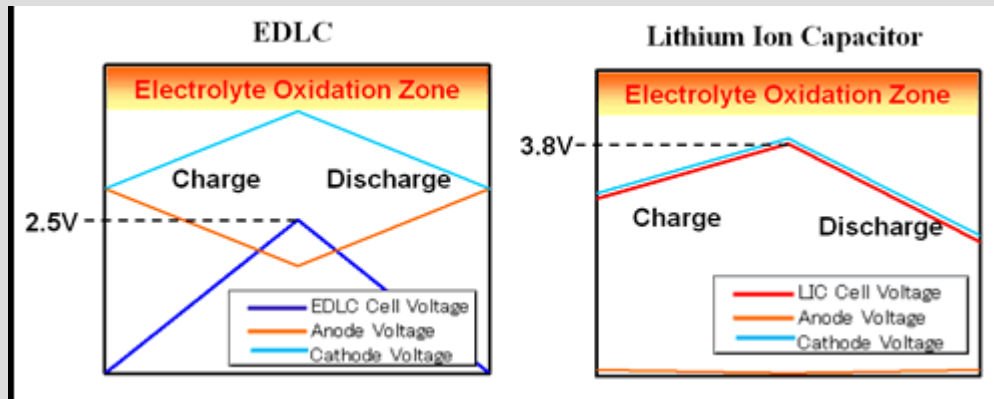 EDLC
Electrolyte Oxidation Zone
Charge
Discharge
2.5V
EDLC Cell Voltage
Anode Voltage
Cathode Voltage
Lithium Ion Capacitor
Electrolyte Oxidation Zone
3.8V
Charge
Discharge
LIC Cell Voltage
Anode Voltage
Cathode Voltage